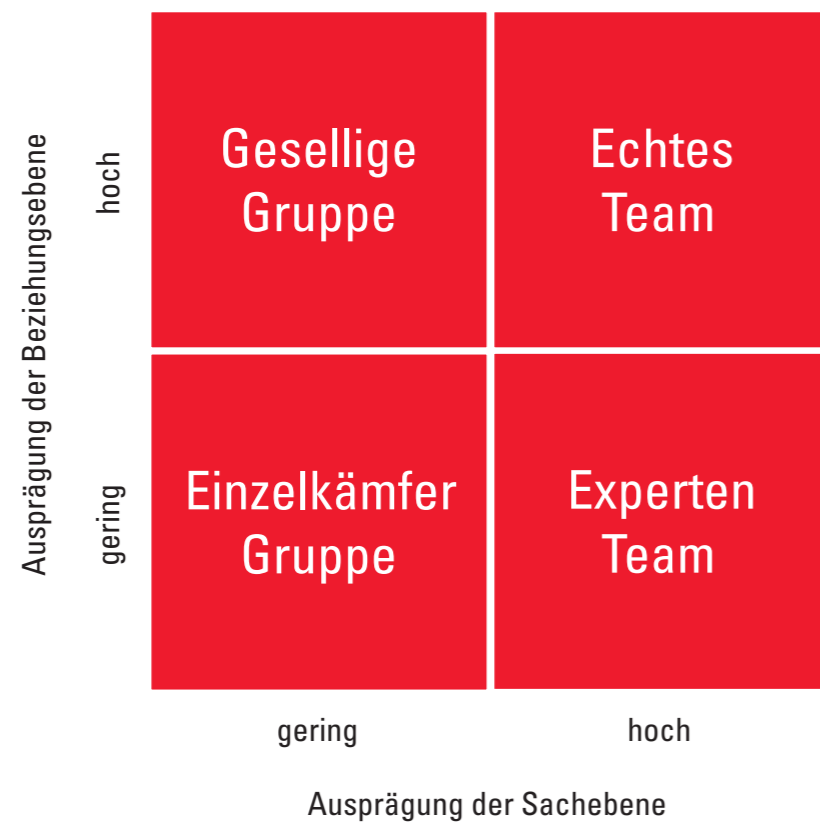 Ausprägung der Beziehungsebene
hoch
gering
Gesellige
Gruppe
Echtes
Team
Einzelkämfer
Gruppe
Experten
Team
gering
hoch
Ausprägung der Sachebene